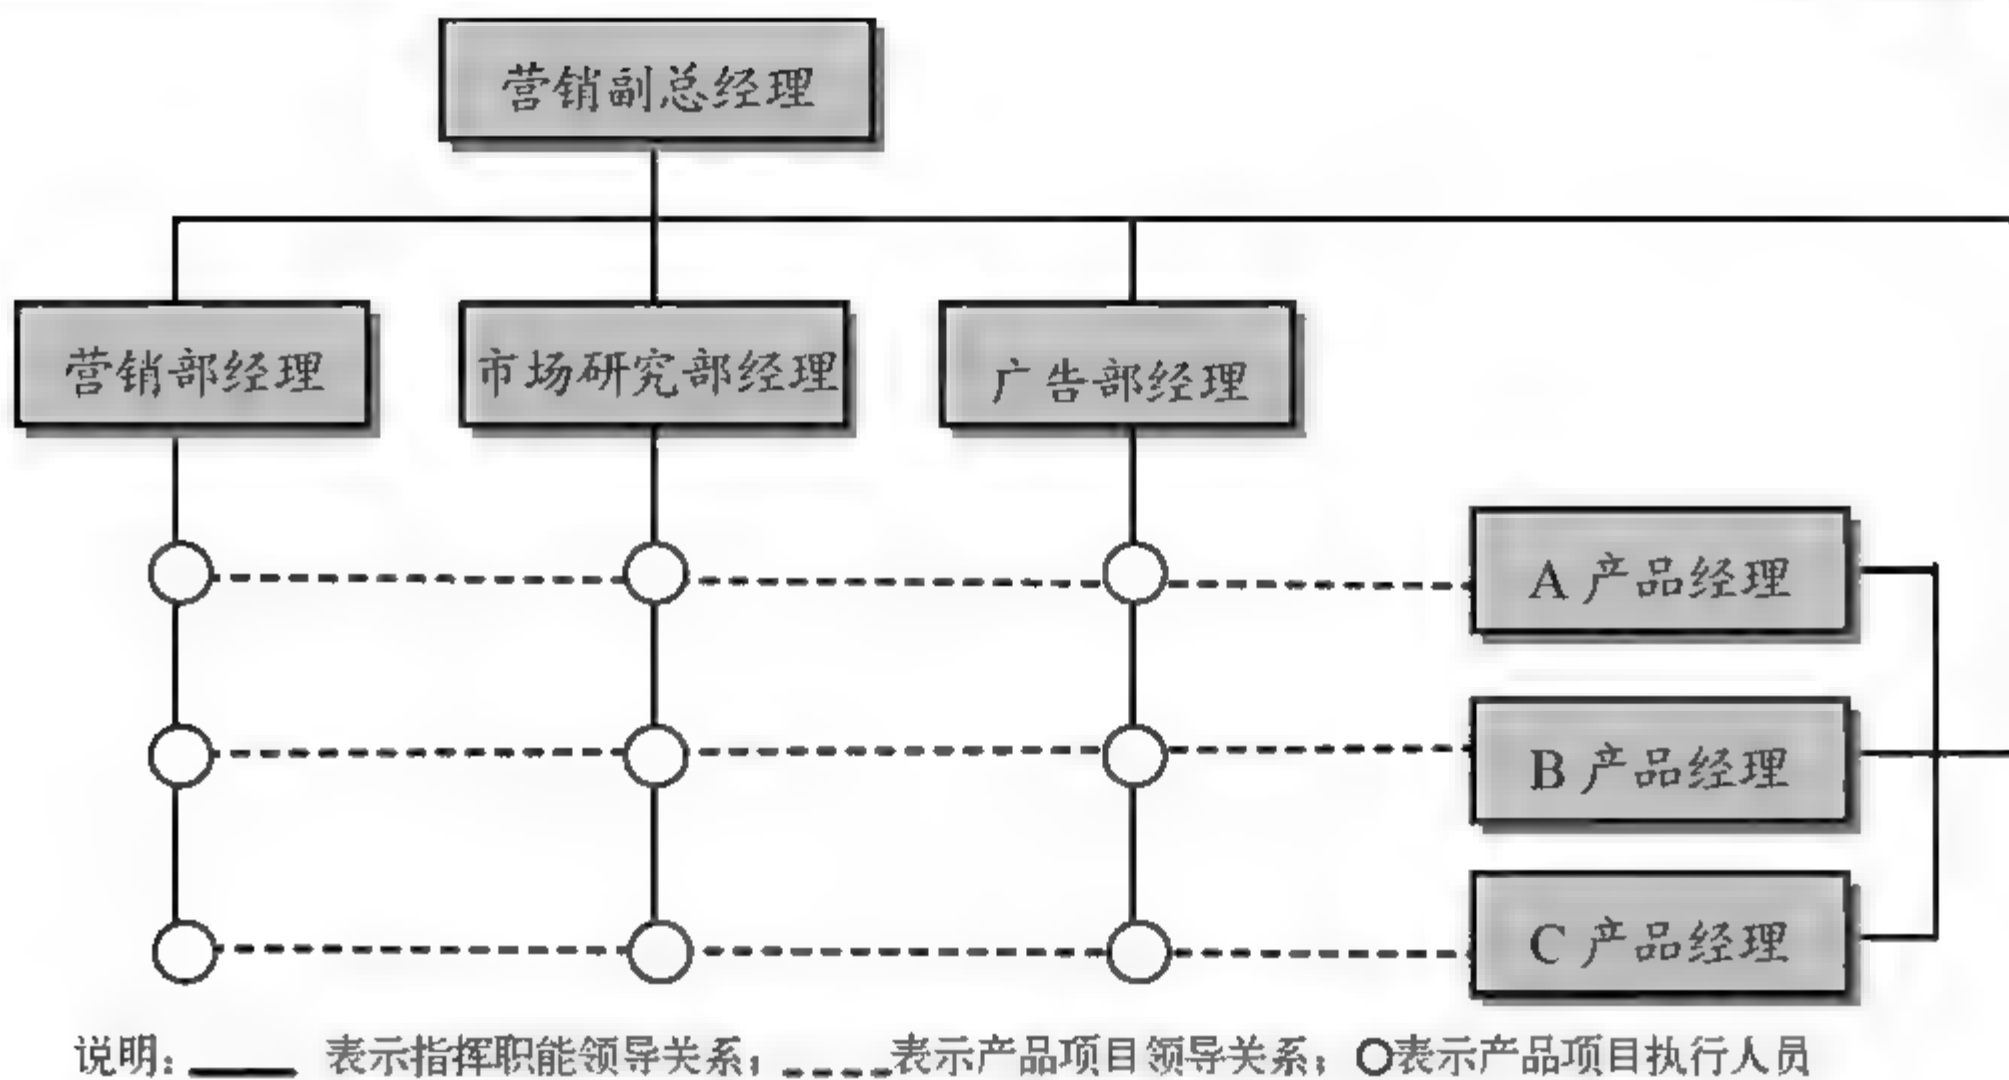 营销副总经理
营销部经理
市场研究部经理
广告部经理
A 产品经理
B 产品经理
C 产品经理
说明：表示指挥职能领导关系；表示产品项目领导关系；表示产品项目执行人员